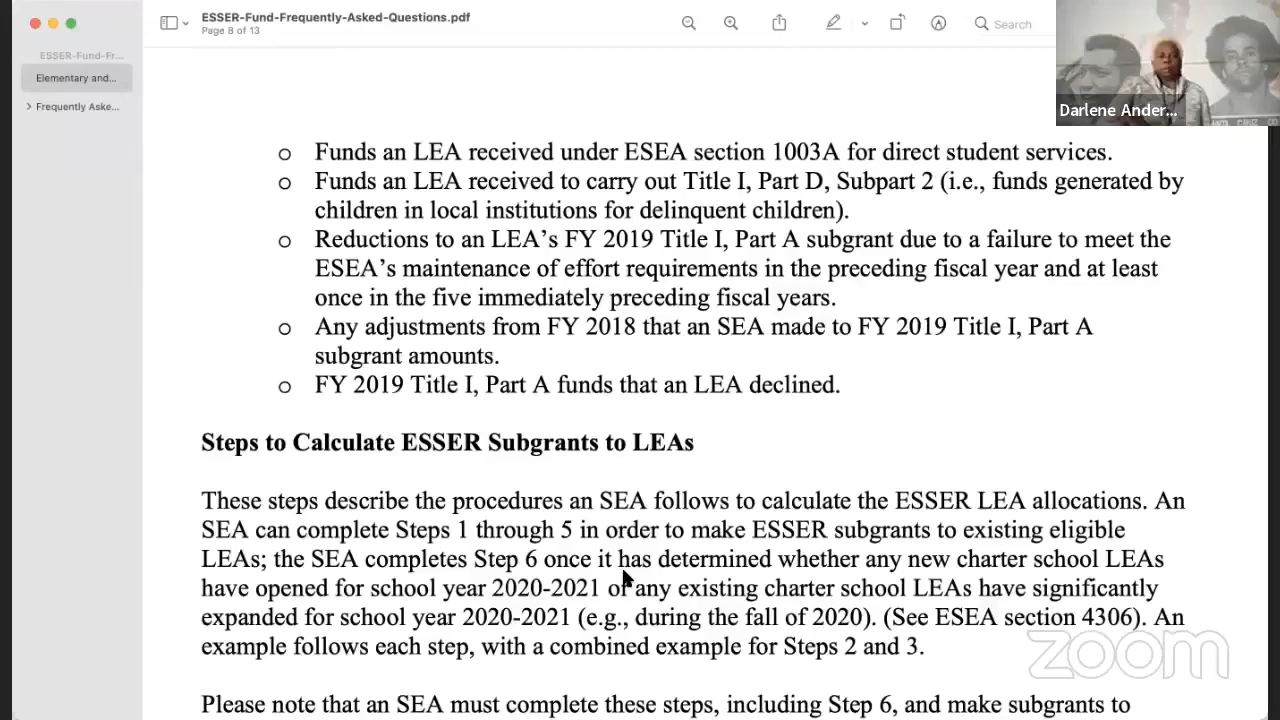 ESSER-Fund-Frequently-Asked-Questions.pdf
Page 8 of 13
Search
ESSER-Fund-Fr...
Elementary and...
Frequently Aske...
Darlene Ander...
o Funds an LEA received under ESEA section 1003A for direct student services.
o Funds an LEA received to carry out Title I, Part D, Subpart 2 (i.e., funds generated by
children in local institutions for delinquent children).
o Reductions to an LEA’s FY 2019 Title I, Part A subgrant due to a failure to meet the
ESEA’s maintenance of effort requirements in the preceding fiscal year and at least
once in the five immediately preceding fiscal years.
o Any adjustments from FY 2018 that an SEA made to FY 2019 Title I, Part A
subgrant amounts.
o FY 2019 Title I, Part A funds that an LEA declined.
Steps to Calculate ESSER Subgrants to LEAs
These steps describe the procedures an SEA follows to calculate the ESSER LEA allocations. An
SEA can complete Steps 1 through 5 in order to make ESSER subgrants to existing eligible
LEAs; the SEA completes Step 6 once it has determined whether any new charter school LEAs
have opened for school year 2020-2021 or any existing charter school LEAs have significantly
expanded for school year 2020-2021 (e.g., during the fall of 2020). (See ESEA section 4306). An
example follows each step, with a combined example for Steps 2 and 3.
Please note that an SEA must complete these steps, including Step 6, and make subgrants to
zoom